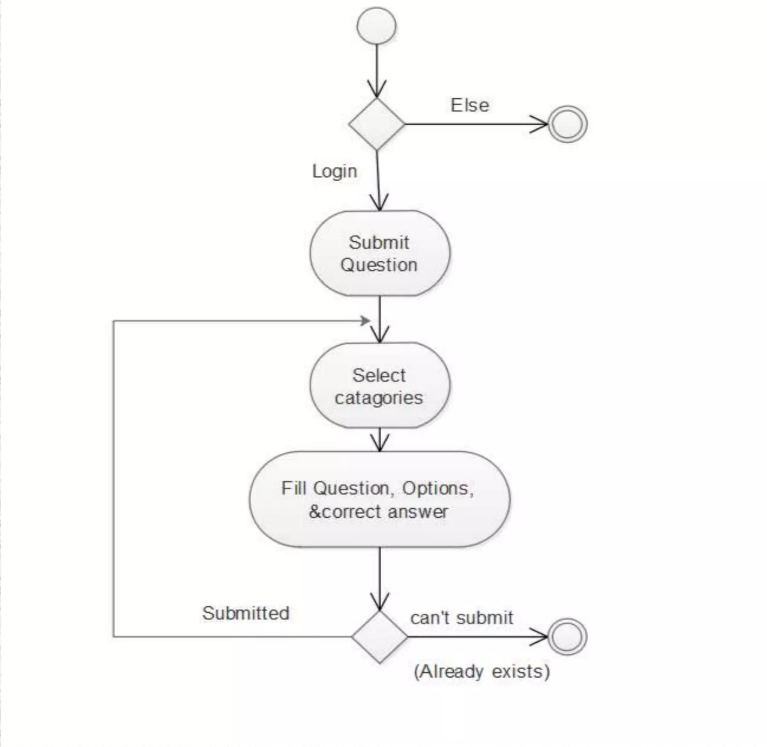 Else
Login
Submit
Question
Select
catagories
Fill Question, Options,
&correct answer
Submitted
can't submit
(Already exists)